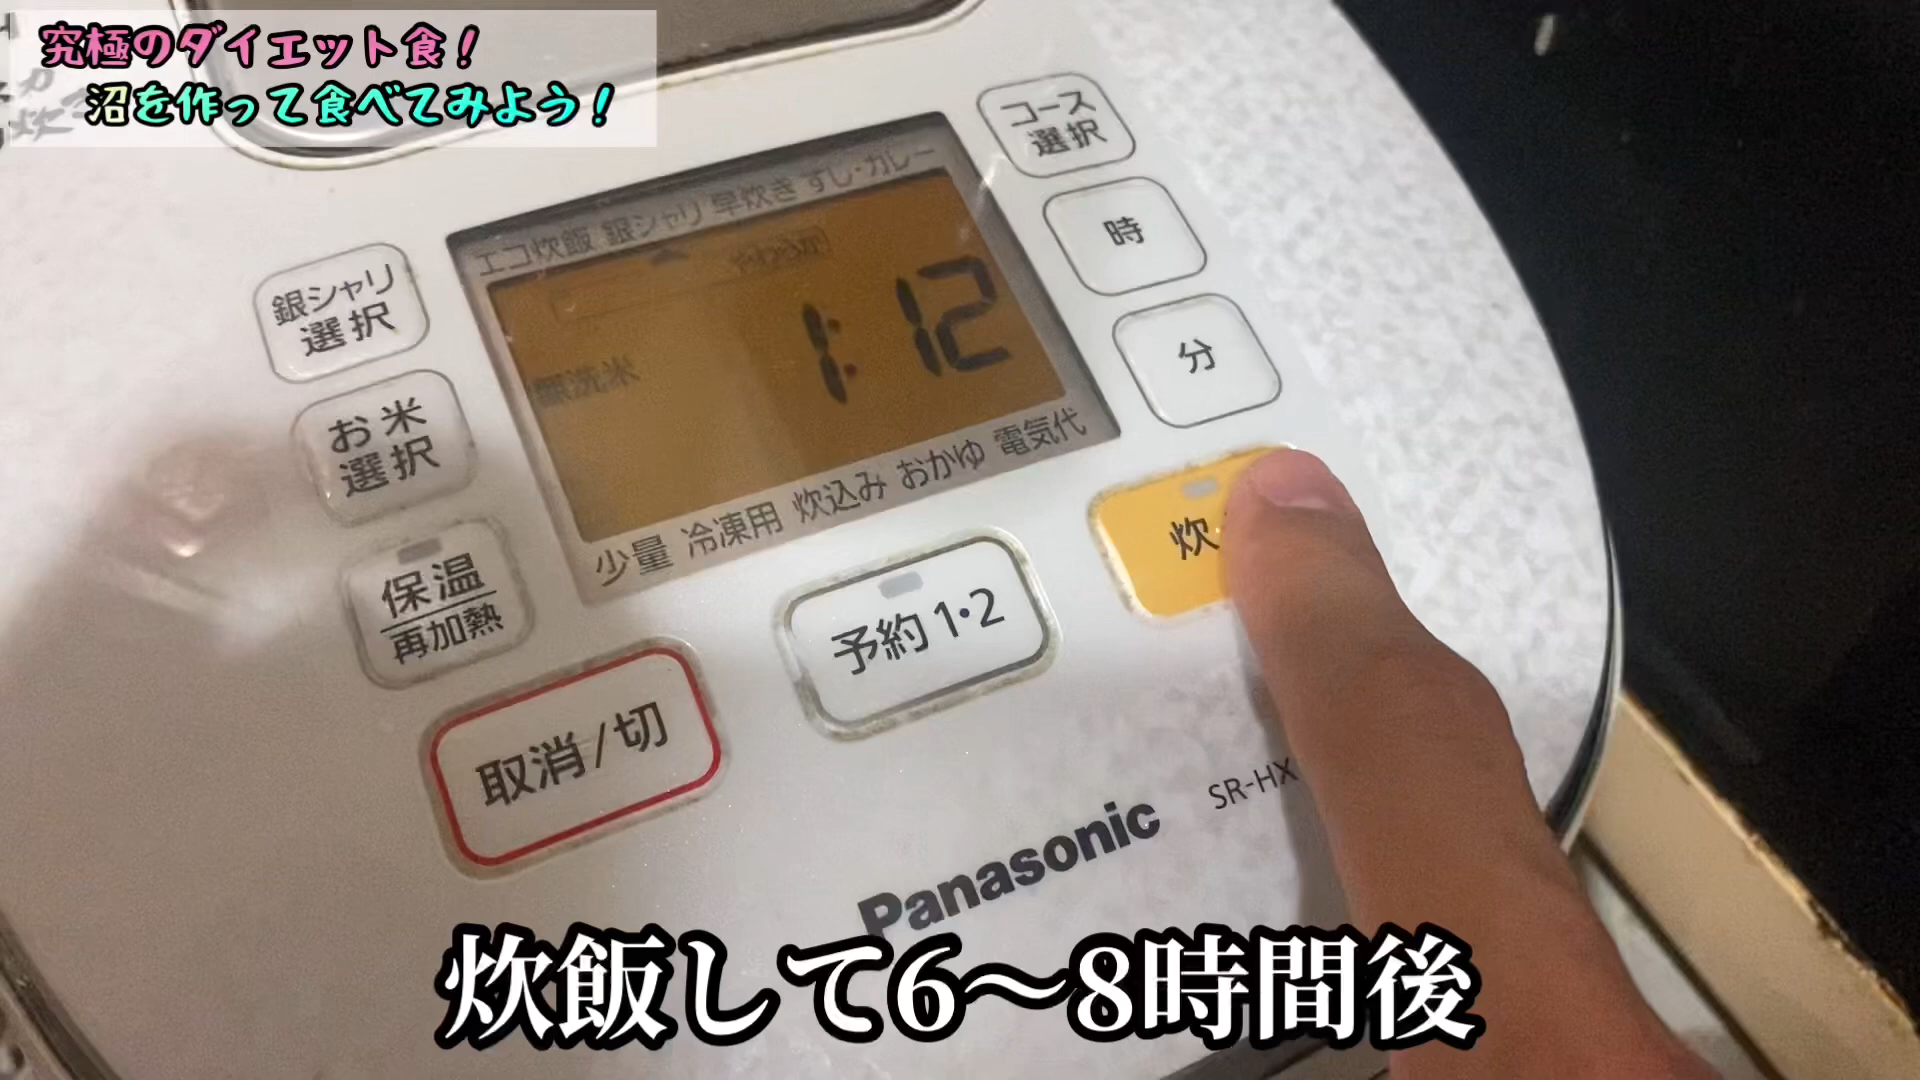 究極のダイエット食！
沼を作って食べてみよう！
コース
選択
エコ炊飯 銀シャリ 早炊き すし・カレー
時
銀シャリ
選択
1:12
無洗米
分
お米
選択
少量 冷凍用 炊込み おかゆ 電気代
炊
保温
再加熱
予約1・2
取消/切
SR-HX
Panasonic
炊飯して6〜8時間後